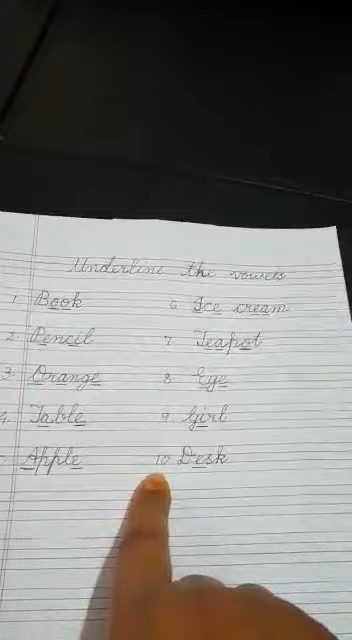 Underline the vowels
1. Book
2. Pencil
3. Orange
4. Table
Apple
6. Ice cream
7. Teapot
8. Eye
9. Girl
10 Desk